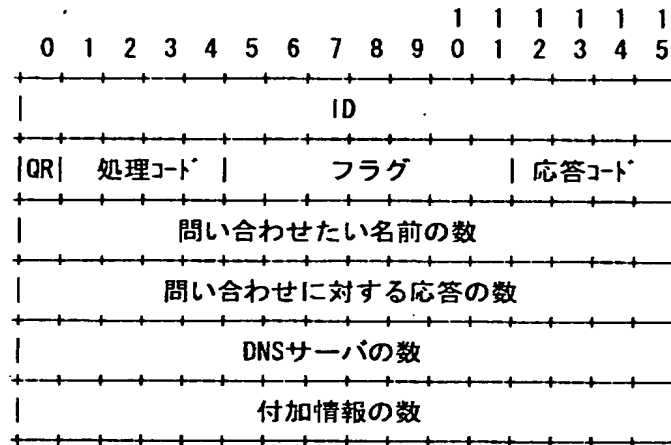 1 1 1 1 1 1
0 1 2 3 4 5 6 7 8 9 0 1 2 3 4 5
ID
QR 処理ｺｰﾄﾞ フラグ 応答ｺｰﾄﾞ
問い合わせたい名前の数
問い合わせに対する応答の数
DNSサーバの数
付加情報の数